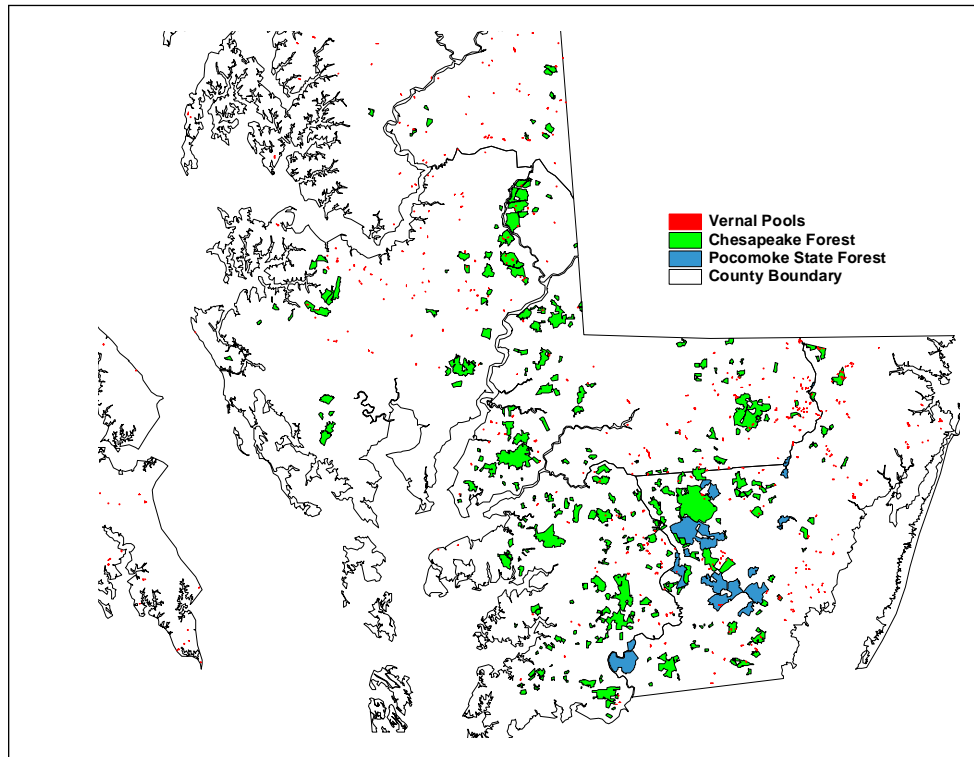 Vernal Pools
Chesapeake Forest
Pocomoke State Forest
County Boundary